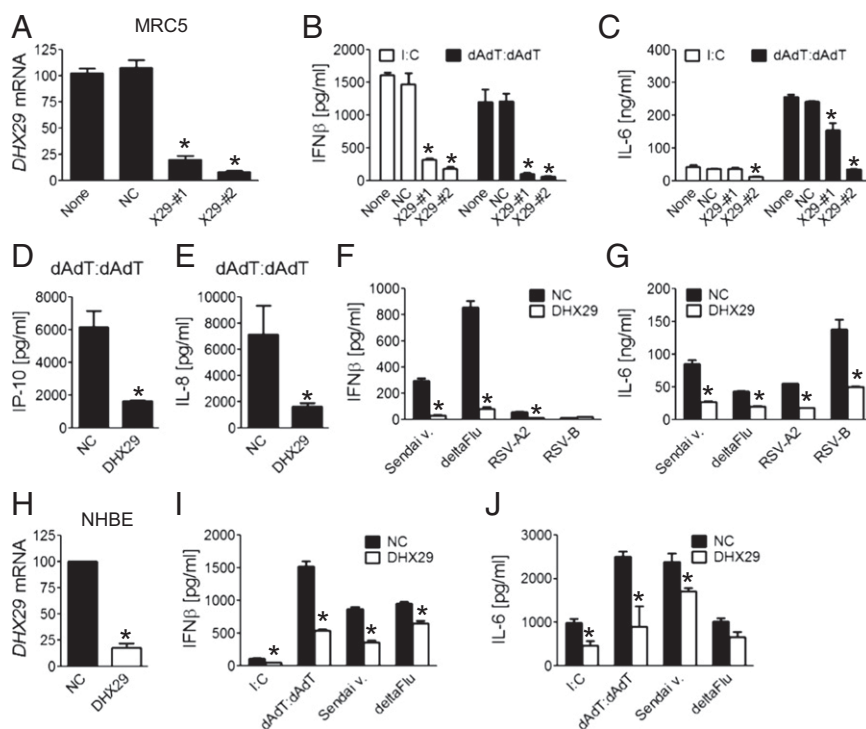 A MRC5
DHX29 mRNA
125
100
75
50
25
0
None NC X29-#1 X29-#2
* *
B
I:C dAdT:dAdT
IFNβ [pg/ml]
2000
1500
1000
500
0
None NC X29-#1 X29-#2 None NC X29-#1 X29-#2
* * * *
C
I:C dAdT:dAdT
IL-6 [ng/ml]
400
300
200
100
0
None NC X29-#1 X29-#2 None NC X29-#1 X29-#2
* * *
D dAdT:dAdT
IP-10 [pg/ml]
8000
6000
4000
2000
0
NC DHX29
*
E dAdT:dAdT
IL-8 [pg/ml]
10000
8000
6000
4000
2000
0
NC DHX29
*
F
NC
DHX29
IFNβ [pg/ml]
1000
800
600
400
200
0
Sendai v. deltaFlu RSV-A2 RSV-B
* * *
G
NC
DHX29
IL-6 [ng/ml]
200
150
100
50
0
Sendai v. deltaFlu RSV-A2 RSV-B
* * * *
H NHBE
DHX29 mRNA
125
100
75
50
25
0
NC DHX29
*
I
NC
DHX29
IFNβ [pg/ml]
2000
1500
1000
500
0
I:C dAdT:dAdT Sendai v. deltaFlu
* * * *
J
NC
DHX29
IL-6 [pg/ml]
3000
2000
1000
0
I:C dAdT:dAdT Sendai v. deltaFlu
* * *